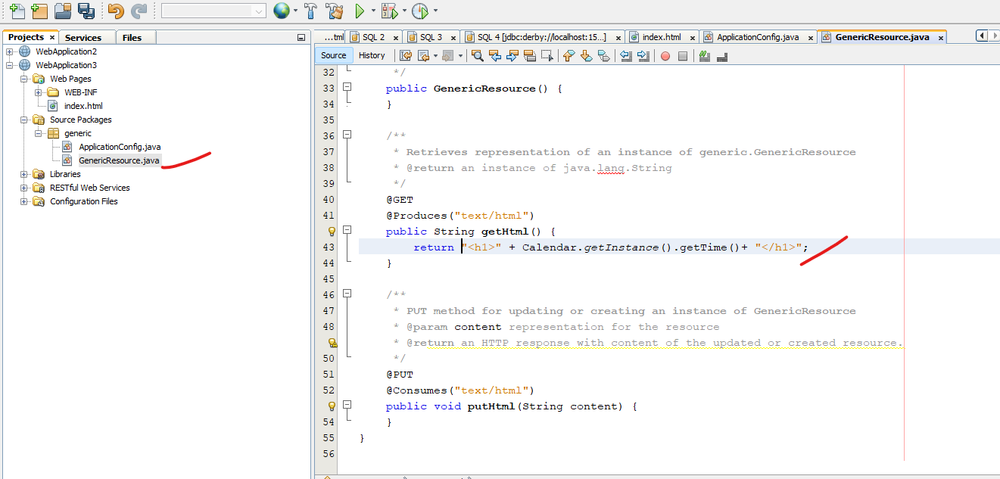 Projects × Services Files
WebApplication2
WebApplication3
Web Pages
WEB-INF
index.html
Source Packages
generic
ApplicationConfig.java
GenericResource.java
Libraries
RESTful Web Services
Configuration Files
...tml SQL 2 × SQL 3 × SQL 4 [jdbc:derby://localhost:15...] × index.html × ApplicationConfig.java × GenericResource.java ×
Source History
32 */
33 public GenericResource() {
34 }
35
36 /**
37 * Retrieves representation of an instance of generic.GenericResource
38 * @return an instance of java.lang.String
39 */
40 @GET
41 @Produces("text/html")
public String getHtml() {
43 return "<h1>" + Calendar.getInstance().getTime()+ "</h1>";
44 }
45
46 /**
47 * PUT method for updating or creating an instance of GenericResource
48 * @param content representation for the resource
* @return an HTTP response with content of the updated or created resource.
50 */
51 @PUT
52 @Consumes("text/html")
public void putHtml(String content) {
54 }
55 }
56